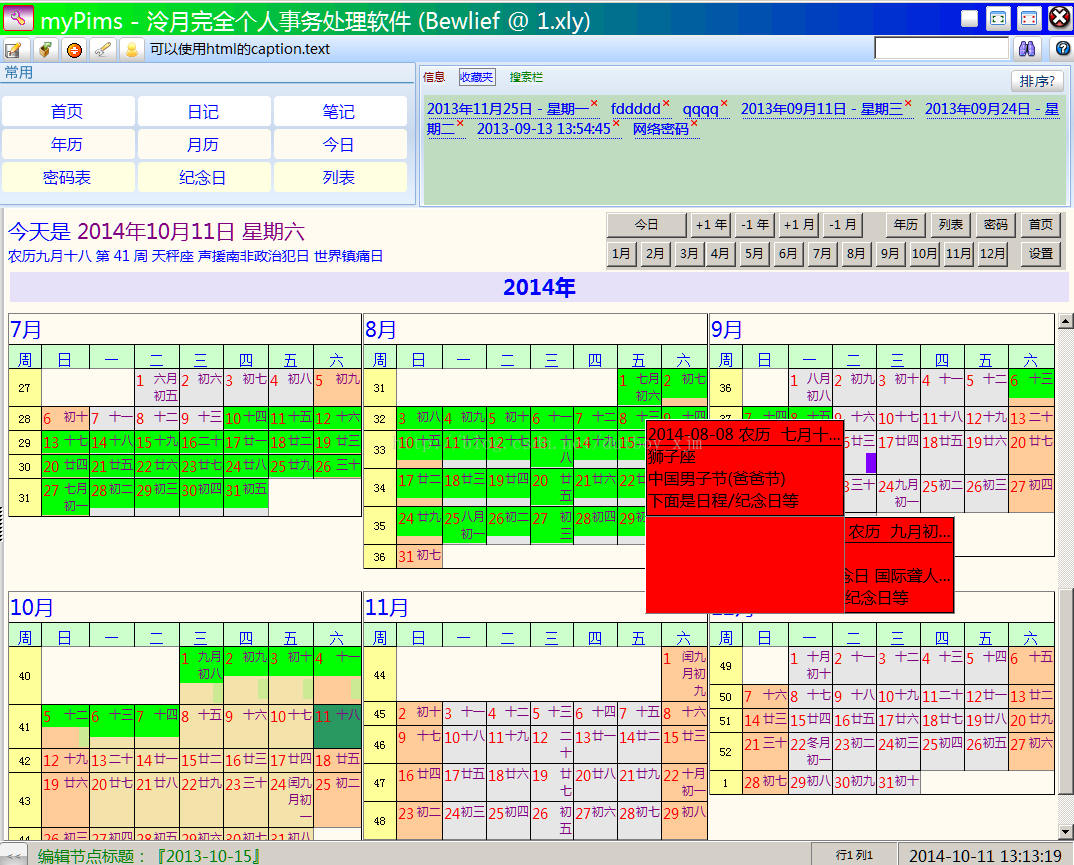 myPims - 泠月完全个人事务处理软件 (Bewlief @ 1.xly)
可以使用html的caption.text
常用
信息 收藏夹 搜索栏
排序?
首页 日记 笔记
年历 月历 今日
密码表 纪念日 列表
2013年11月25日 - 星期一 fddddd qqqq 2013年09月11日 - 星期三 2013年09月24日 - 星
期二 2013-09-13 13:54:45 网络密码
今天是 2014年10月11日 星期六
农历九月十八 第 41 周 天秤座 声援南非政治犯日 世界镇痛日
今日 +1 年 -1 年 +1 月 -1 月 年历 列表 密码 首页
1月 2月 3月 4月 5月 6月 7月 8月 9月 10月 11月 12月 设置
2014年
7月
周 日 一 二 三 四 五 六
27 1 六月初五 2 初六 3 初七 4 初八 5 初九
28 6 初十 7 十一 8 十二 9 十三 10 十四 11 十五 12 十六
29 13 十七 14 十八 15 十九 16 二十 17 廿一 18 廿二 19 廿三
30 20 廿四 21 廿五 22 廿六 23 廿七 24 廿八 25 廿九 26 三十
31 27 七月初一 28 初二 29 初三 30 初四 31 初五
8月
周 日 一 二 三 四 五 六
31 1 七月初六 2 初七
32 3 初八 4 初九 5 初十 6 十一 7 十二 8 十三 9 十四
33 10 十五 11 十六 12 十七 13 十八 14 十九 15
34 17 廿二 18 廿三 19 廿四 20 廿五 21 廿六 22
35 24 廿九 25 八月初一 26 初二 27 初三 28 初四 29
36 31 初七
9月
周 日 一 二 三 四 五 六
36 1 八月初八 2 初九 3 初十 4 十一 5 十二 6 十三
37 7 十四 8 十五 9 十六 10 十七 11 十八 12 十九 13 二十
廿三 17 廿四 18 廿五 19 廿六 20 廿七
三十 24 九月初一 25 初二 26 初三 27 初四
2014-08-08 农历 七月十...
狮子座
中国男子节(爸爸节)
下面是日程/纪念日等
农历 九月初...
念日 国际聋人...
纪念日等
10月
周 日 一 二 三 四 五 六
40 1 九月初八 2 初九 3 初十 4 十一
41 5 十二 6 十三 7 十四 8 十五 9 十六 10 十七 11 十八
42 12 十九 13 二十 14 廿一 15 廿二 16 廿三 17 廿四 18 廿五
43 19 廿六 20 廿七 21 廿八 22 廿九 23 三十 24 闰九月初一 25 初二
44 26 初三 27 初四 28 初五 29 初六 30 初七 31 初八
11月
周 日 一 二 三 四 五 六
44 1 闰九月初九
45 2 初十 3 十一 4 十二 5 十三 6 十四 7 十五 8 十六
46 9 十七 10 十八 11 十九 12 二十 13 廿一 14 廿二 15 廿三
47 16 廿四 17 廿五 18 廿六 19 廿七 20 廿八 21 廿九 22 十月初一
48 23 初二 24 初三 25 初四 26 初五 27 初六 28 初七 29 初八
周 日 一 二 三 四 五 六
49 1 十月初十 2 十一 3 十二 4 十三 5 十四 6 十五
50 7 十六 8 十七 9 十八 10 十九 11 二十 12 廿一 13 廿二
51 14 廿三 15 廿四 16 廿五 17 廿六 18 廿七 19 廿八 20 廿九
52 21 三十 22 冬月初一 23 初二 24 初三 25 初四 26 初五 27 初六
1 28 初七 29 初八 30 初九 31 初十
<< 编辑节点标题：『2013-10-15』
行1 列1
2014-10-11 13:13:19